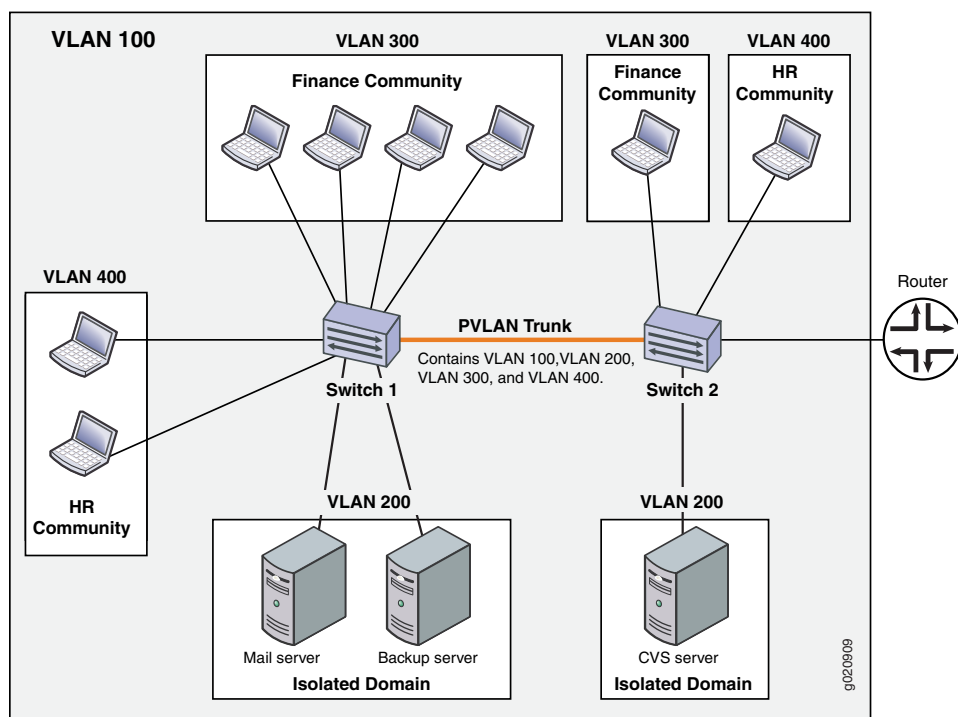 VLAN 100
VLAN 300
Finance Community
VLAN 300
Finance
Community
VLAN 400
HR
Community
VLAN 400
HR
Community
Router
PVLAN Trunk
Contains VLAN 100,VLAN 200,
VLAN 300, and VLAN 400.
Switch 1
Switch 2
VLAN 200
Mail server
Backup server
Isolated Domain
VLAN 200
CVS server
Isolated Domain
g020909